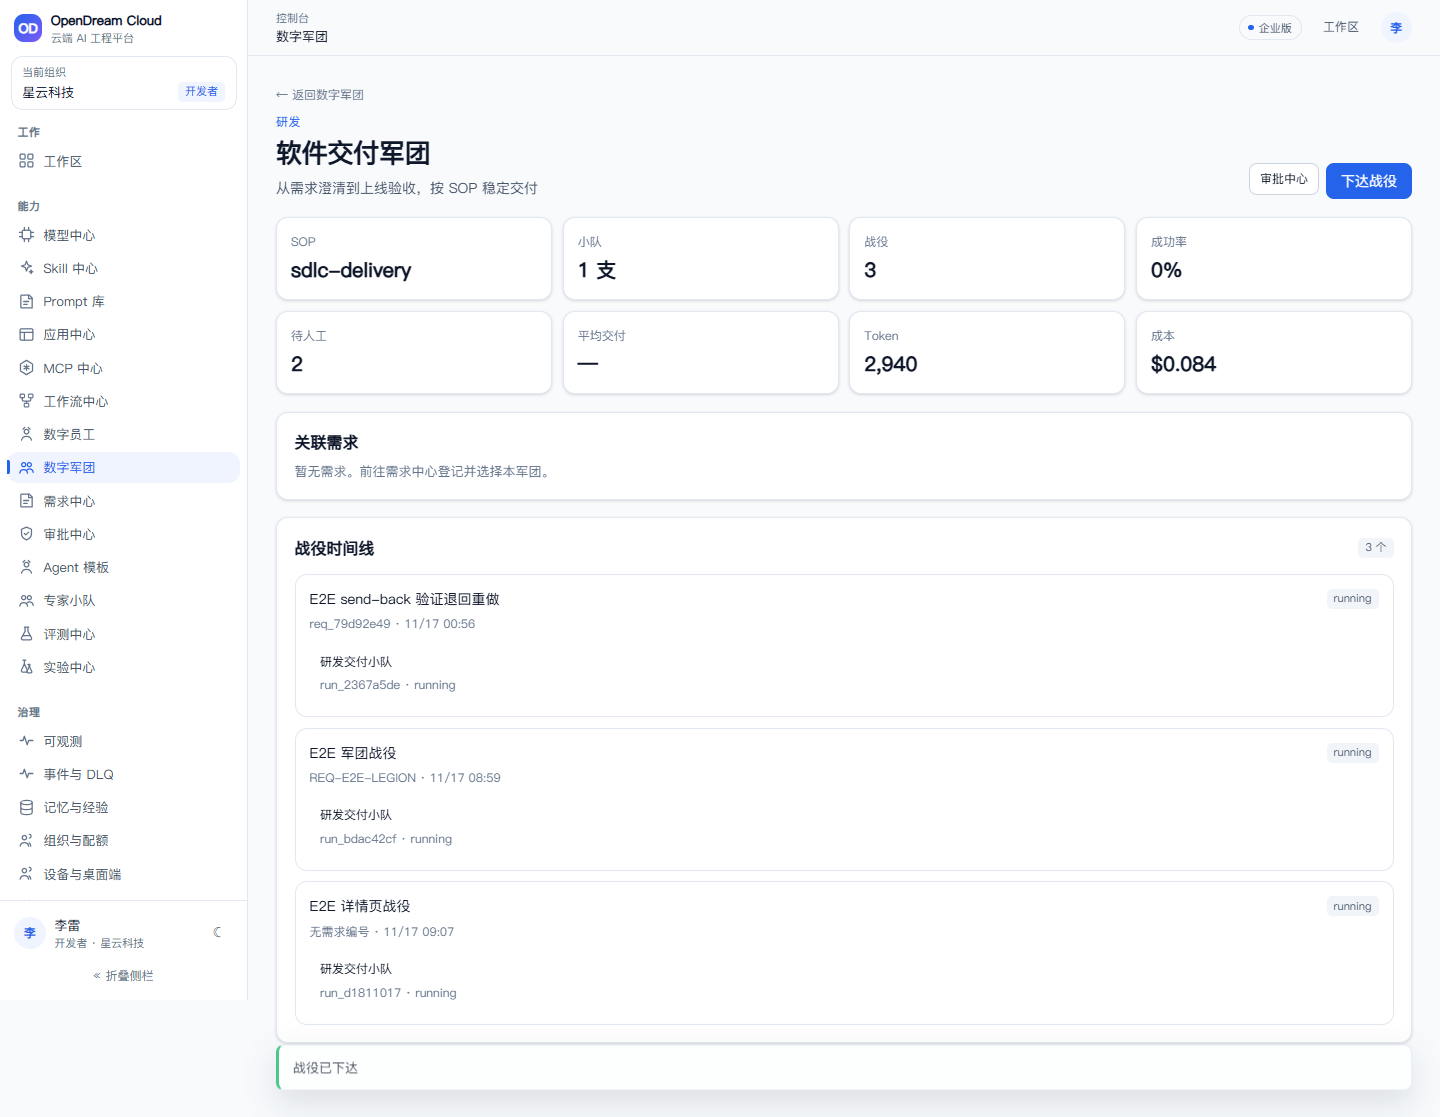 OD
OpenDream Cloud
云端 AI 工程平台
当前组织
星云科技
开发者
工作
工作区
能力
模型中心
Skill 中心
Prompt 库
应用中心
MCP 中心
工作流中心
数字员工
数字军团
需求中心
审批中心
Agent 模板
专家小队
评测中心
实验中心
治理
可观测
事件与 DLQ
记忆与经验
组织与配额
设备与桌面端
李
李雷
开发者 · 星云科技
☾
« 折叠侧栏
控制台
数字军团
企业版
工作区
李
← 返回数字军团
研发
软件交付军团
从需求澄清到上线验收，按 SOP 稳定交付
审批中心
下达战役
SOP
sdlc-delivery
小队
1 支
战役
3
成功率
0%
待人工
2
平均交付
—
Token
2,940
成本
$0.084
关联需求
暂无需求。前往需求中心登记并选择本军团。
战役时间线
3 个
E2E send-back 验证退回重做
running
req_79d92e49 · 11/17 00:56
研发交付小队
run_2367a5de · running
E2E 军团战役
running
REQ-E2E-LEGION · 11/17 08:59
研发交付小队
run_bdac42cf · running
E2E 详情页战役
running
无需求编号 · 11/17 09:07
研发交付小队
run_d1811017 · running
战役已下达